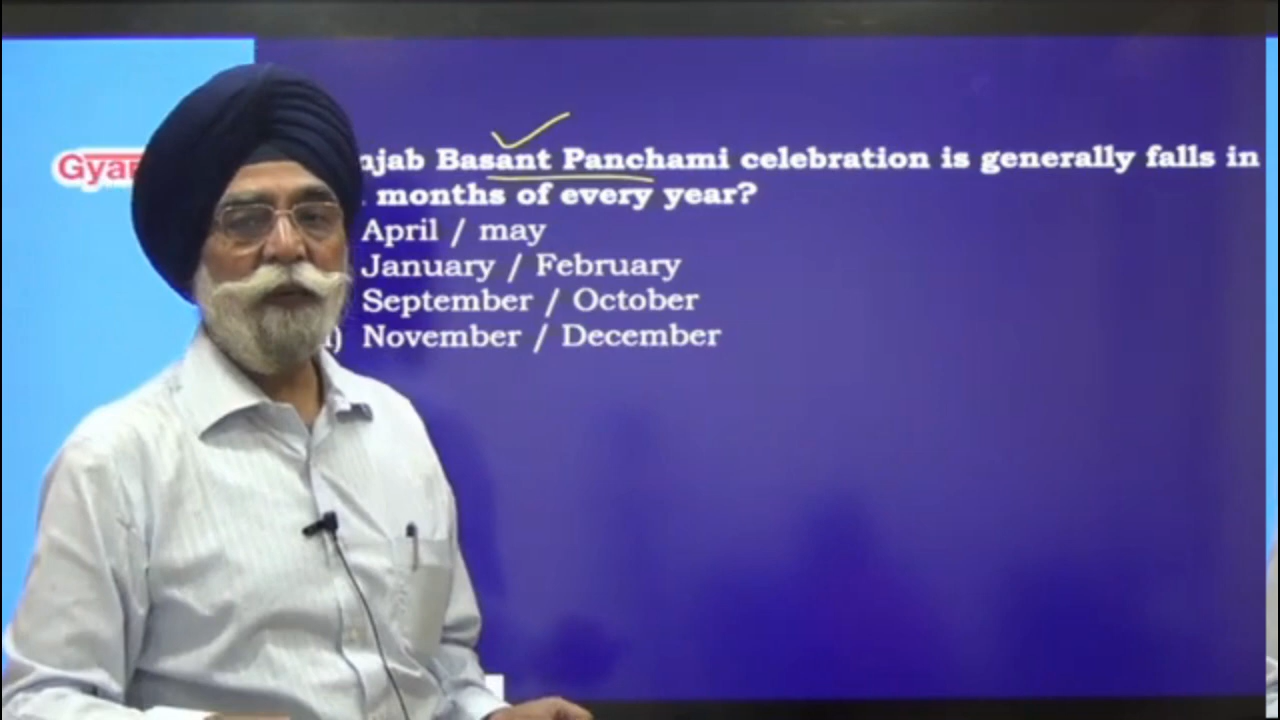 Gyan
njab Basant Panchami celebration is generally falls in
months of every year?
April / may
January / February
September / October
November / December